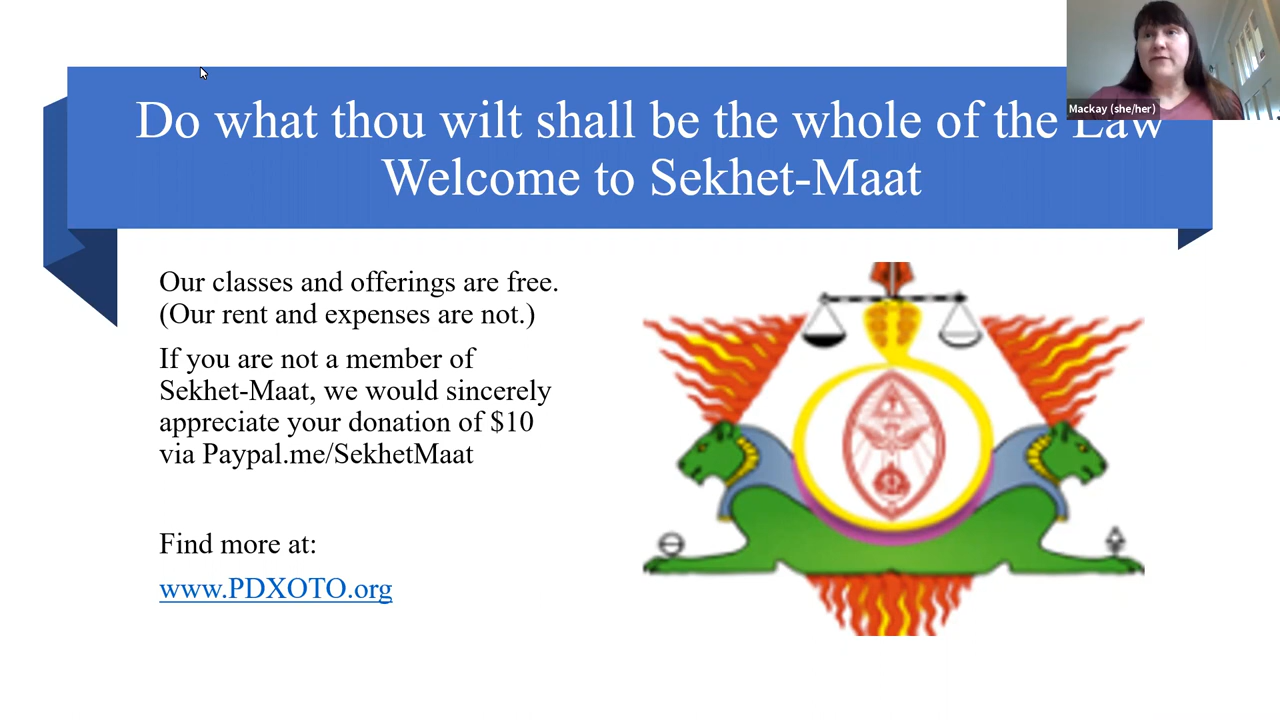 Do what thou wilt shall be the whole of the Law
Welcome to Sekhet-Maat
Mackay (she/her)
Our classes and offerings are free.
(Our rent and expenses are not.)
If you are not a member of
Sekhet-Maat, we would sincerely
appreciate your donation of $10
via Paypal.me/SekhetMaat
Find more at:
www.PDXOTO.org